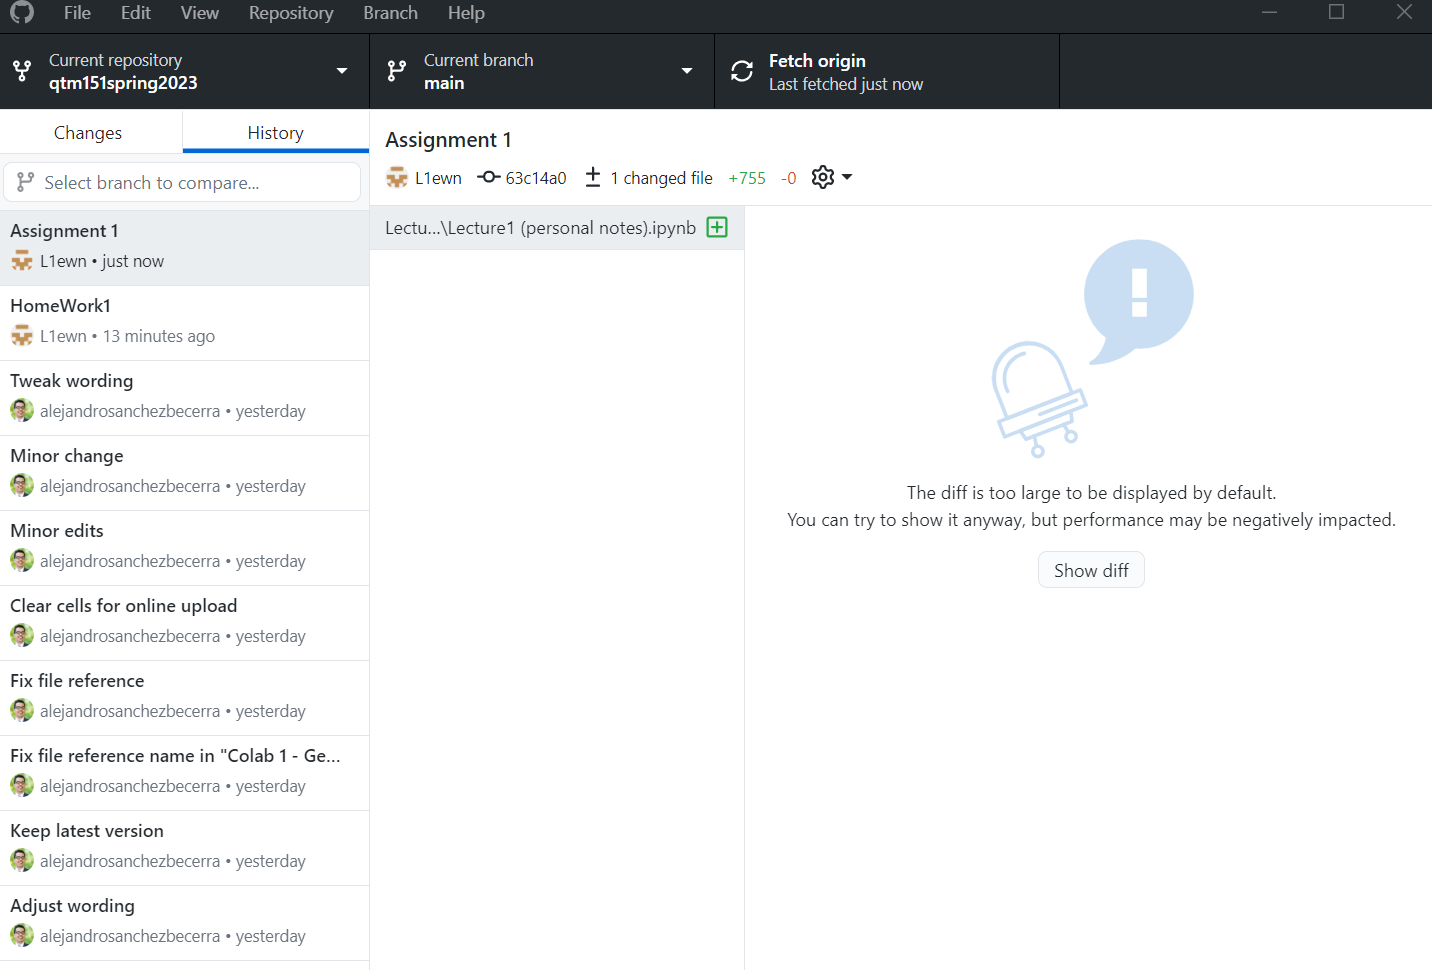 File Edit View Repository Branch Help
Current repository
qtm151spring2023
Current branch
main
Fetch origin
Last fetched just now
Changes
History
Select branch to compare...
Assignment 1
L1ewn • just now
HomeWork1
L1ewn • 13 minutes ago
Tweak wording
alejandrosanchezbecerra • yesterday
Minor change
alejandrosanchezbecerra • yesterday
Minor edits
alejandrosanchezbecerra • yesterday
Clear cells for online upload
alejandrosanchezbecerra • yesterday
Fix file reference
alejandrosanchezbecerra • yesterday
Fix file reference name in "Colab 1 - Ge...
alejandrosanchezbecerra • yesterday
Keep latest version
alejandrosanchezbecerra • yesterday
Adjust wording
alejandrosanchezbecerra • yesterday
Assignment 1
L1ewn 63c14a0 ± 1 changed file +755 -0
Lectu...\Lecture1 (personal notes).ipynb
The diff is too large to be displayed by default.
You can try to show it anyway, but performance may be negatively impacted.
Show diff